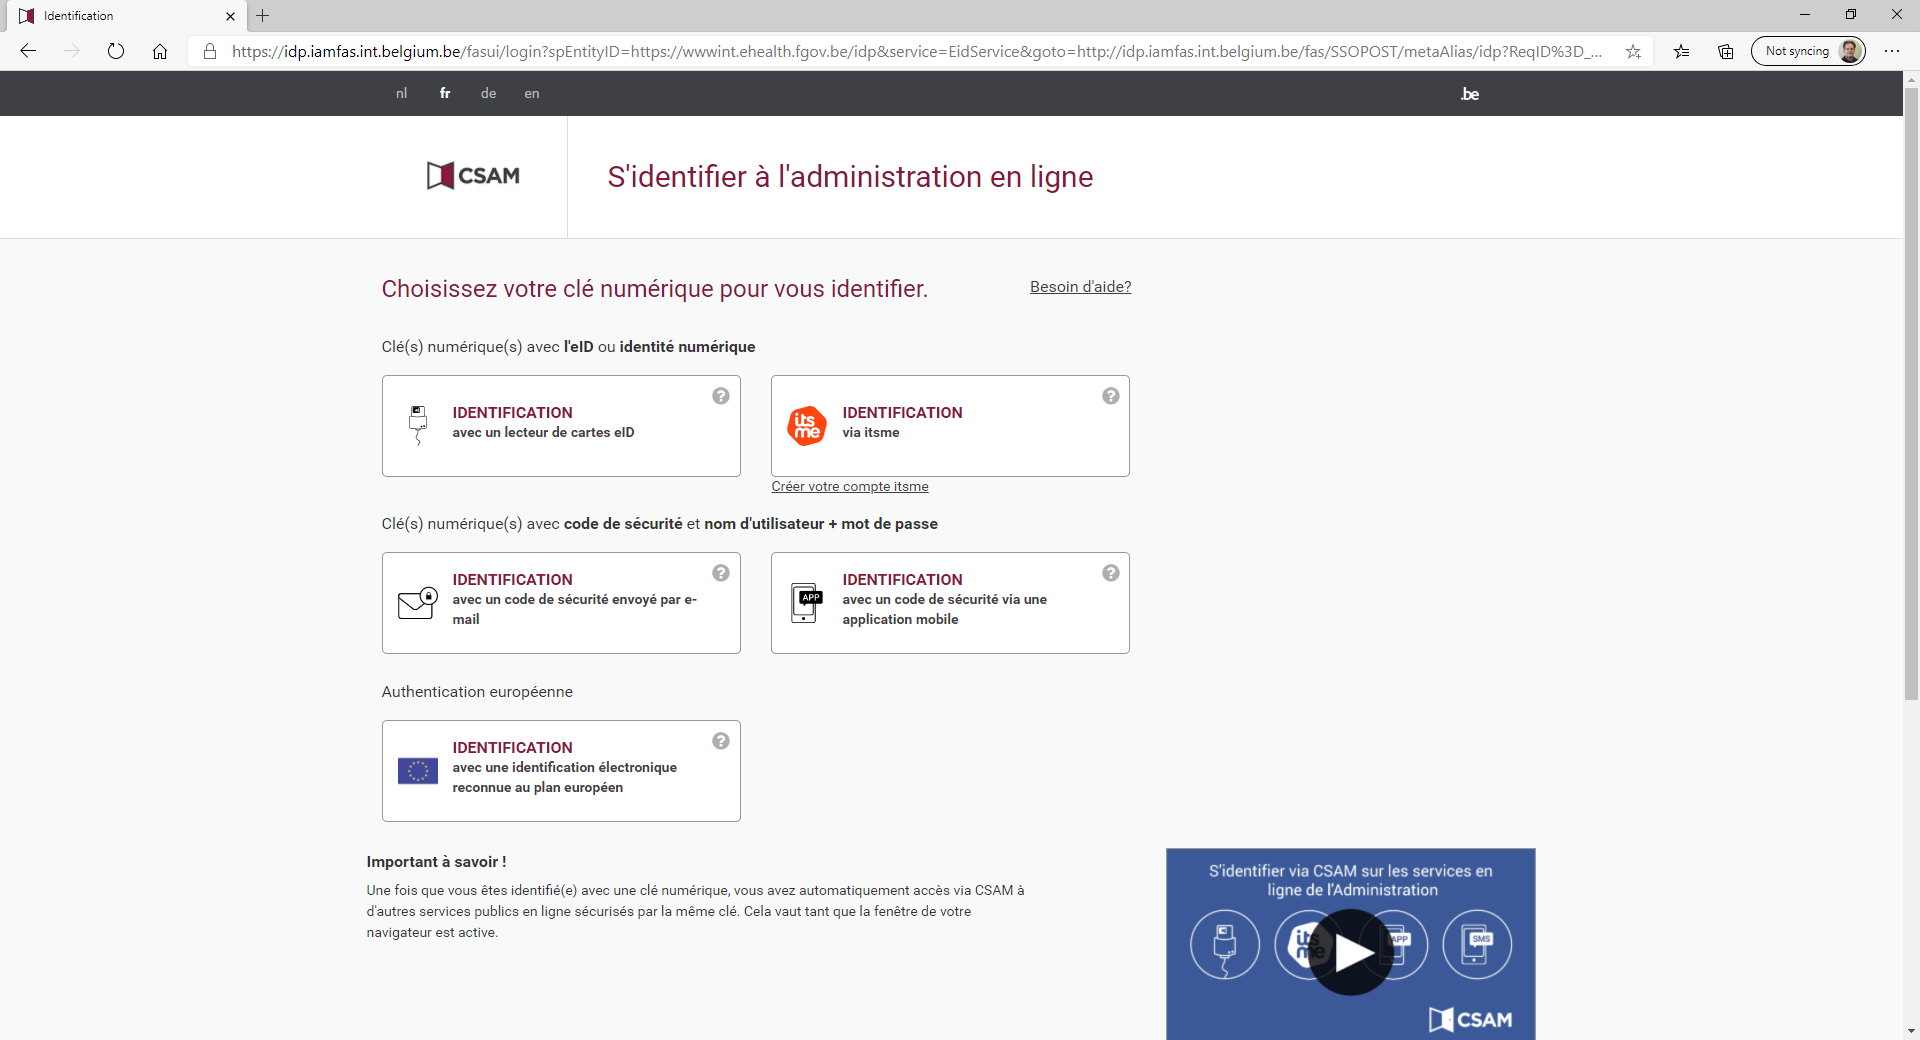 Identification
https://idp.iamfas.int.belgium.be/fasui/login?spEntityID=https://wwwint.ehealth.fgov.be/idp&service=EidService&goto=http://idp.iamfas.int.belgium.be/fas/SSOPOST/metaAlias/idp?ReqID%3D_...
Not syncing
nl fr de en
.be
CSAM
S'identifier à l'administration en ligne
Choisissez votre clé numérique pour vous identifier.
Besoin d'aide?
Clé(s) numérique(s) avec l'eID ou identité numérique
IDENTIFICATION
avec un lecteur de cartes eID
?
itsme
IDENTIFICATION
via itsme
?
Créer votre compte itsme
Clé(s) numérique(s) avec code de sécurité et nom d'utilisateur + mot de passe
IDENTIFICATION
avec un code de sécurité envoyé par e-
mail
?
APP
IDENTIFICATION
avec un code de sécurité via une
application mobile
?
Authentication européenne
IDENTIFICATION
avec une identification électronique
reconnue au plan européen
?
Important à savoir !
Une fois que vous êtes identifié(e) avec une clé numérique, vous avez automatiquement accès via CSAM à
d'autres services publics en ligne sécurisés par la même clé. Cela vaut tant que la fenêtre de votre
navigateur est active.
S'identifier via CSAM sur les services en
ligne de l'Administration
itsme
APP
SMS
CSAM